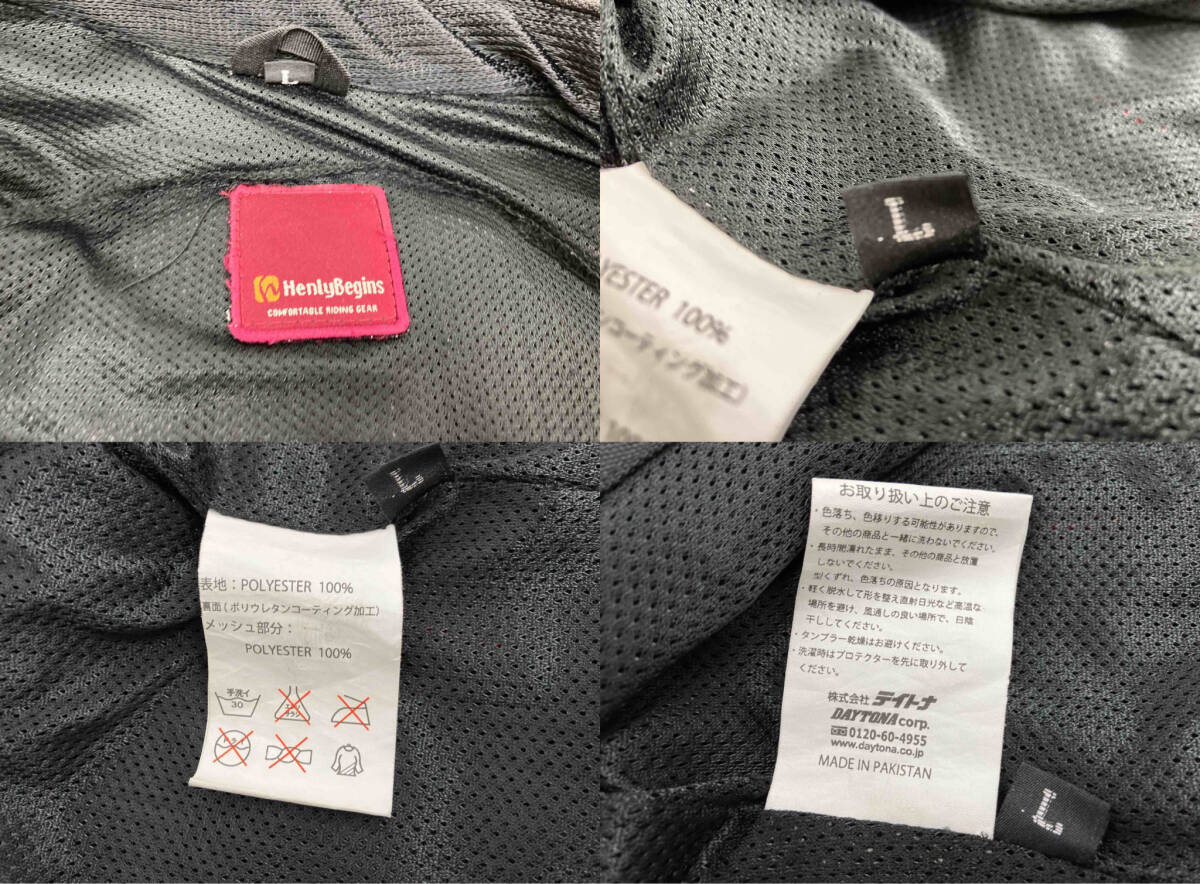 L
HenlyBegins
COMFORTABLE RIDING GEAR
L
YESTER 100%
コーティング加工)
L
表地:POLYESTER 100%
裏面(ポリウレタンコーティング加工)
メッシュ部分:
POLYESTER 100%
手洗イ
30
エンソ
サラシ
ドライ
お取り扱い上のご注意
・色落ち、色移りする可能性がありますので、
その他の商品と一緒に洗わないでください。
・長時間濡れたまま、その他の商品と放置
しないでください。
型くずれ、色落ちの原因となります。
・軽く脱水して形を整え直射日光など高温な
場所を避け、風通しの良い場所で、日陰
干ししてください。
・タンブラー乾燥はお避けください。
・洗濯時はプロテクターを先に取り外して
ください。
株式会社 デイトナ
DAYTONA corp.
0120-60-4955
www.daytona.co.jp
MADE IN PAKISTAN
L